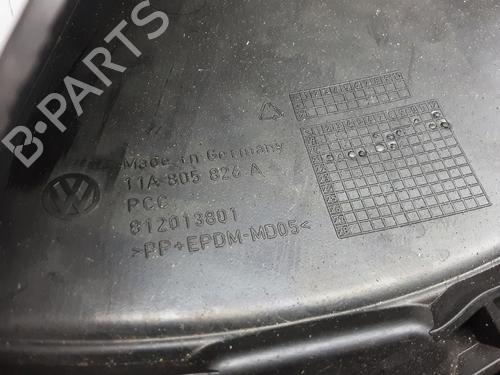 B-PARTS
Made in Germany
11A 805 826 A
PCC
812013801
>PP+EPDM-MD05<